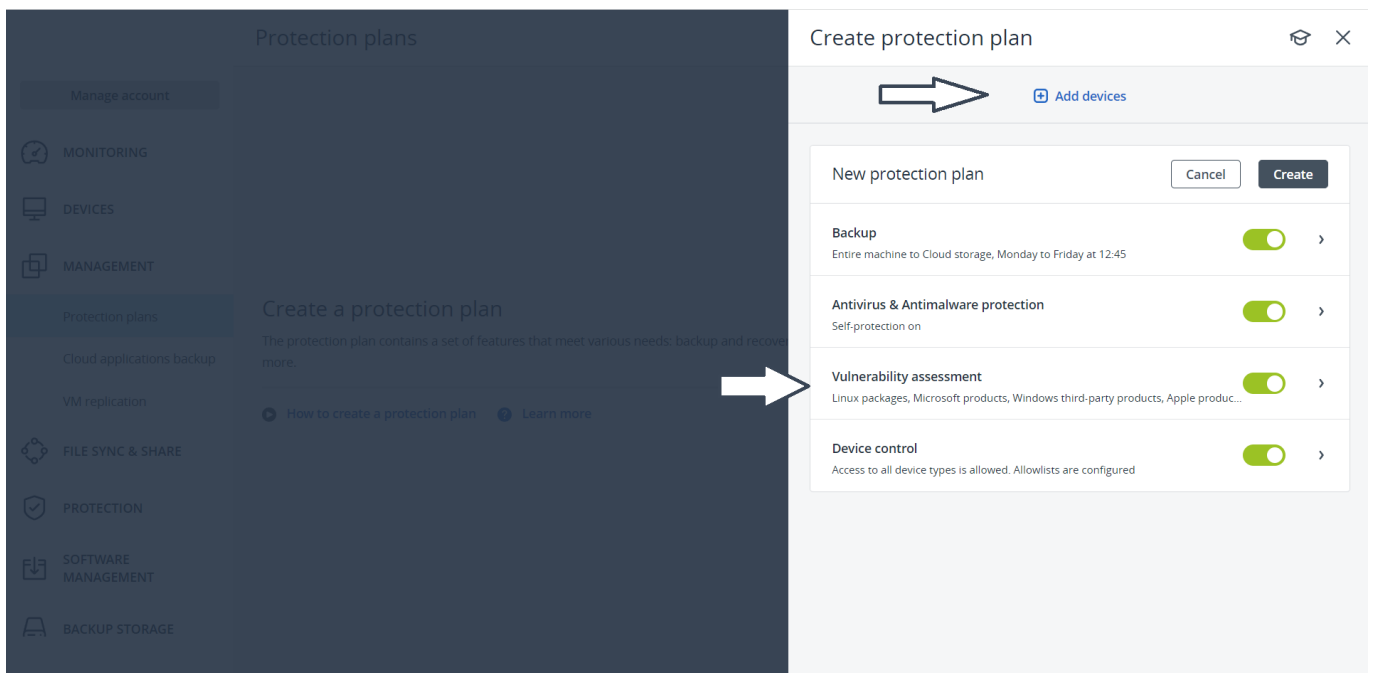 Protection plans
Manage account
MONITORING
DEVICES
MANAGEMENT
Protection plans
Cloud applications backup
VM replication
FILE SYNC & SHARE
PROTECTION
SOFTWARE
MANAGEMENT
BACKUP STORAGE
Create a protection plan
The protection plan contains a set of features that meet various needs: backup and recove
more.
How to create a protection plan
Learn more
Create protection plan
Add devices
New protection plan
Cancel
Create
Backup
Entire machine to Cloud storage, Monday to Friday at 12:45
Antivirus & Antimalware protection
Self-protection on
Vulnerability assessment
Linux packages, Microsoft products, Windows third-party products, Apple produc...
Device control
Access to all device types is allowed. Allowlists are configured